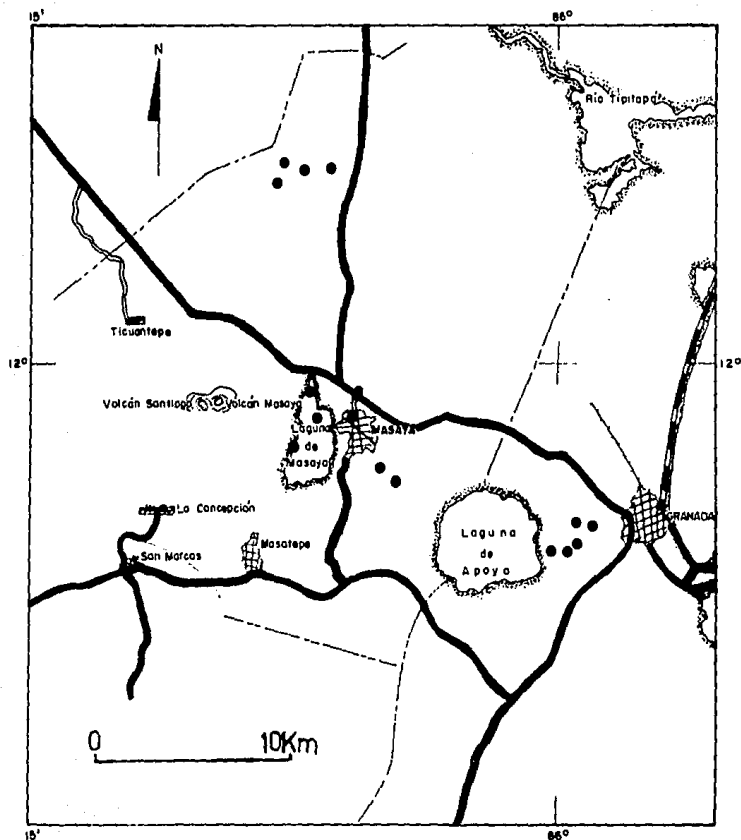 15'
86°
N
Río Tipitapa
Ticuantepe
12°
12°
Volcán Santiago
Volcán Masaya
Laguna
de
Masaya
MASAYA
La Concepción
GRANADA
Masatepe
San Marcos
Laguna
de
Apoyo
0
10Km
15'
86°